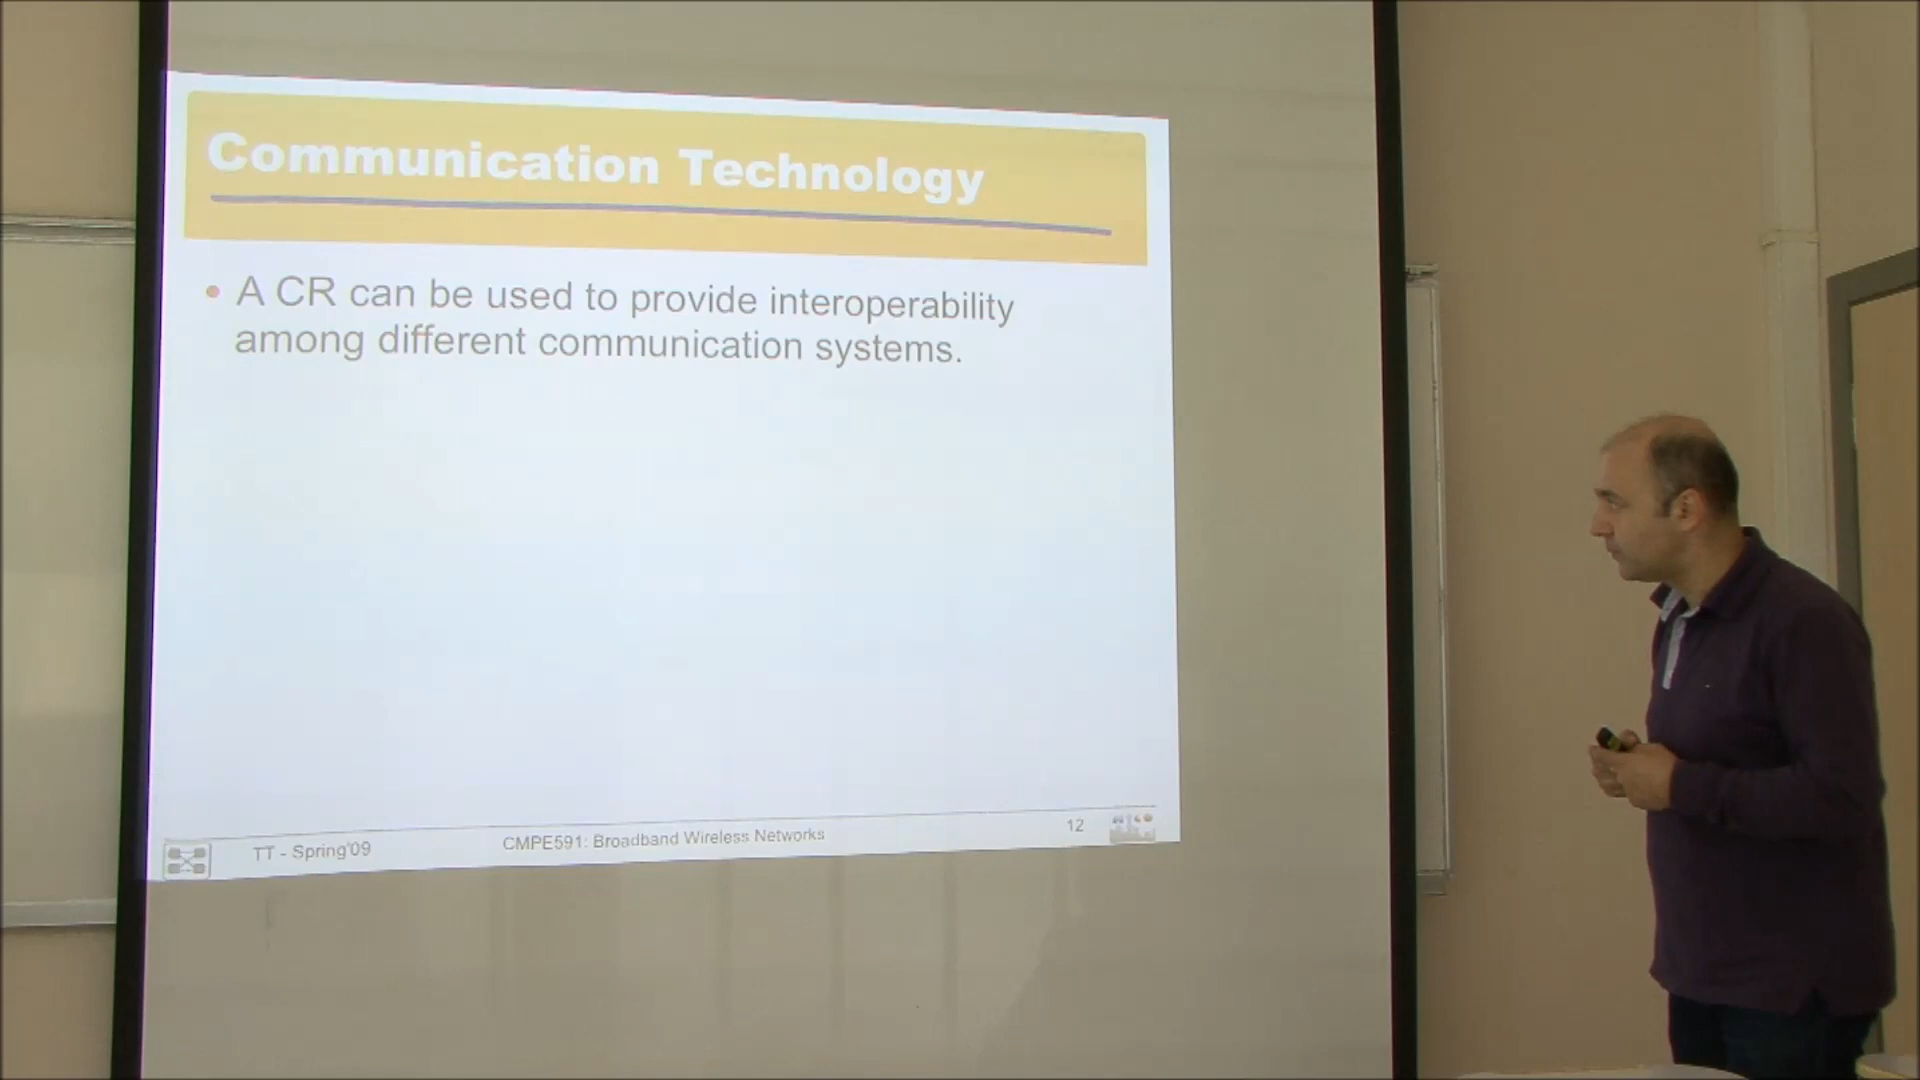 Communication Technology
• A CR can be used to provide interoperability
among different communication systems.
TT - Spring'09
CMPE591: Broadband Wireless Networks
12